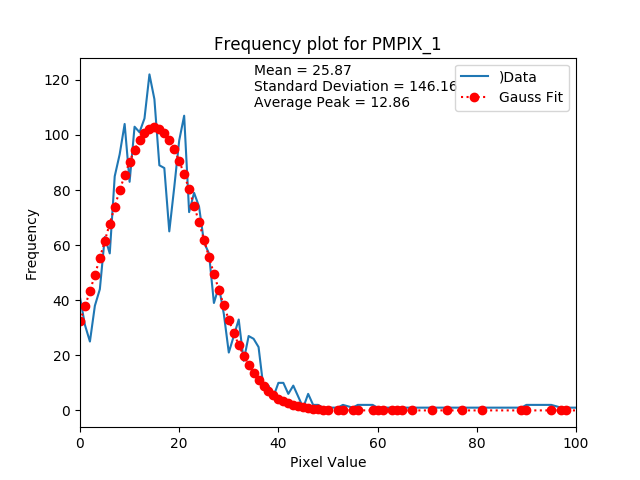 Frequency plot for PMPIX_1
Mean = 25.87
Standard Deviation = 146.16
Average Peak = 12.86
)Data
Gauss Fit
120
100
80
60
40
20
0
Frequency
0 20 40 60 80 100
Pixel Value